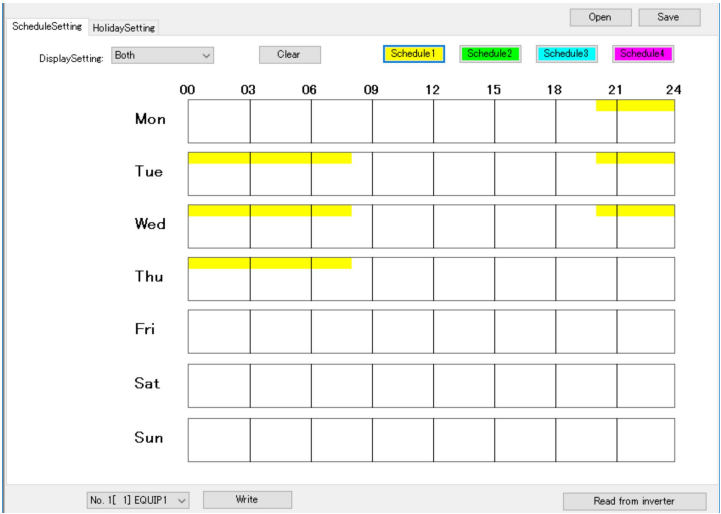 Open Save
ScheduleSetting HolidaySetting
DisplaySetting: Both Clear Schedule1 Schedule2 Schedule3 Schedule4
00 03 06 09 12 15 18 21 24
Mon
Tue
Wed
Thu
Fri
Sat
Sun
No. 1[ 1] EQUIP1 Write Read from inverter